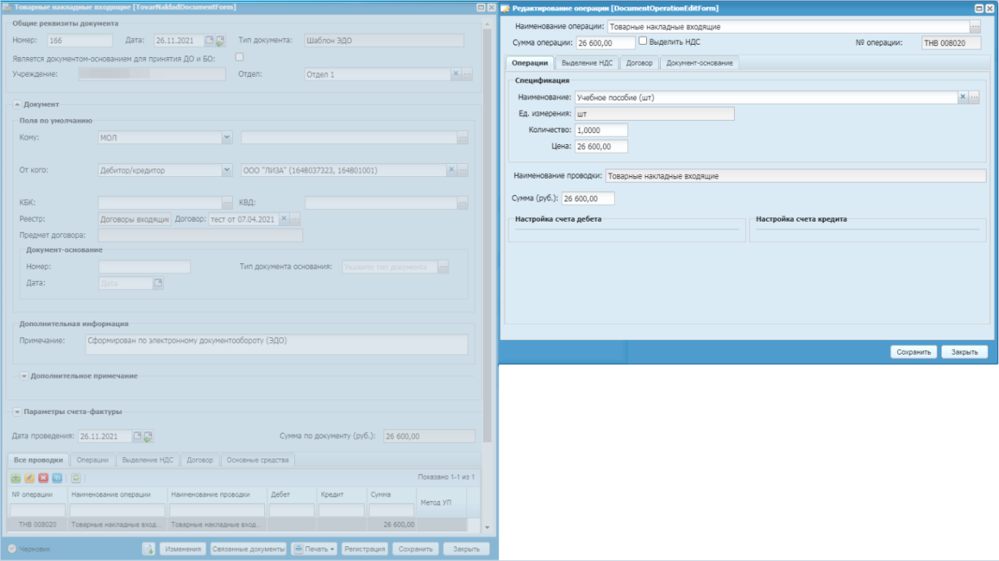 Товарные накладные входящие [TovarNakladDocumentForm]
Общие реквизиты документа
Номер: 166 Дата: 26.11.2021 Тип документа: Шаблон ЭДО
Является документом-основанием для принятия ДО и БО:
Учреждение: Отдел: Отдел 1
Документ
Поля по умолчанию
Кому: МОЛ
От кого: Дебитор/кредитор ООО "ЛИЗА" (1648037323, 164801001)
КБК: КВД:
Реестр: Договоры входящие Договор: тест от 07.04.2021
Предмет договора:
Документ-основание
Номер: Тип документа основания: Укажите тип документа
Дата: Дата
Дополнительная информация
Примечание: Сформирован по электронному документообороту (ЭДО)
Дополнительное примечание
Параметры счета-фактуры
Дата проведения: 26.11.2021 Сумма по документу (руб.): 26 600,00
Все проводки Операции Выделение НДС Договор Основные средства
Показано 1-1 из 1
№ операции Наименование операции Наименование проводки Дебет Кредит Сумма Метод УП
ТНВ 008020 Товарные накладные вход... Товарные накладные вход... 26 600,00
Черновик Изменения Связанные документы Печать Регистрация Сохранить Закрыть
Редактирование операции [DocumentOperationEditForm]
Наименование операции: Товарные накладные входящие
Сумма операции: 26 600,00 Выделить НДС № операции: ТНВ 008020
Операции Выделение НДС Договор Документ-основание
Спецификация
Наименование: Учебное пособие (шт)
Ед. измерения: шт
Количество: 1,0000
Цена: 26 600,00
Наименование проводки: Товарные накладные входящие
Сумма (руб.): 26 600,00
Настройка счета дебета Настройка счета кредита
Сохранить Закрыть